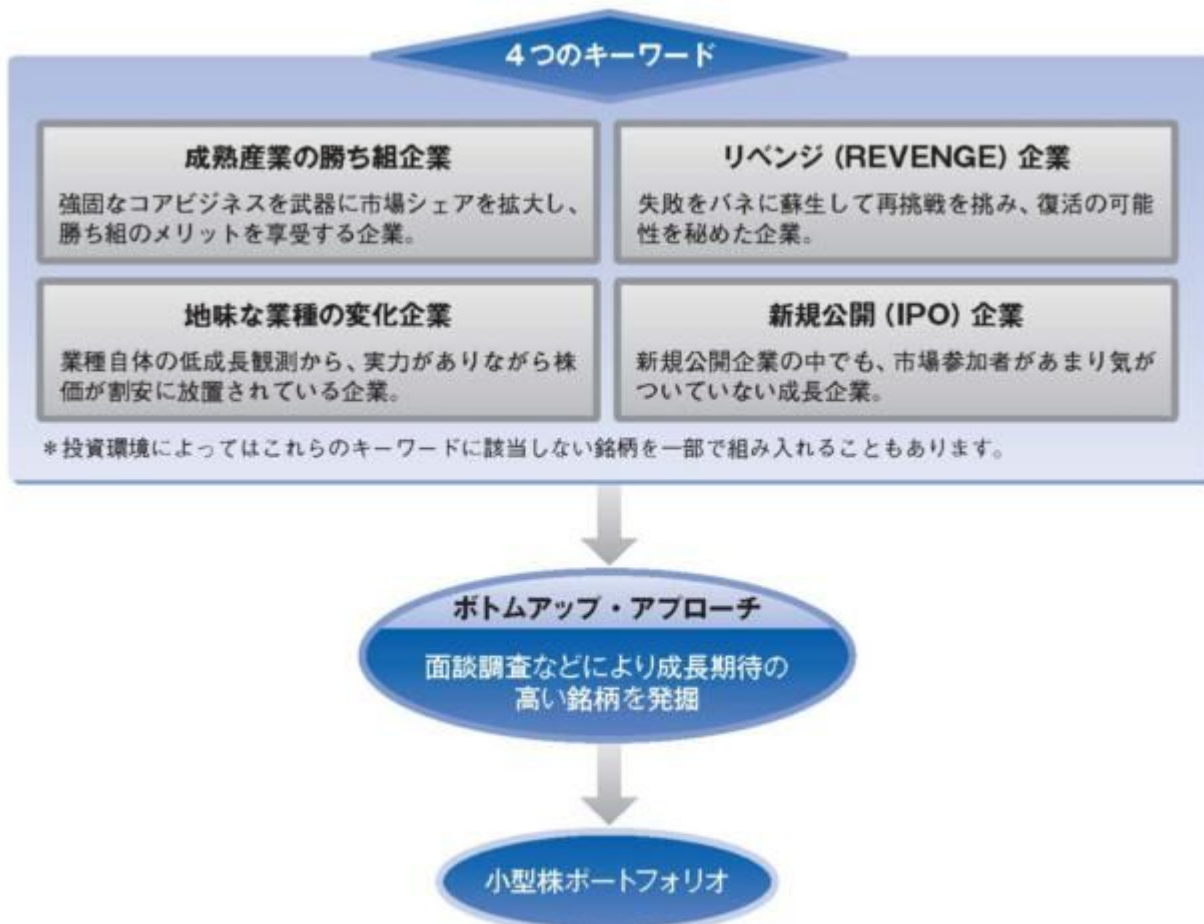 4つのキーワード
成熟産業の勝ち組企業
強固なコアビジネスを武器に市場シェアを拡大し、
勝ち組のメリットを享受する企業。
リベンジ（REVENGE）企業
失敗をバネに蘇生して再挑戦を挑み、復活の可能
性を秘めた企業。
地味な業種の変化企業
業種自体の低成長観測から、実力がありながら株
価が割安に放置されている企業。
新規公開（IPO）企業
新規公開企業の中でも、市場参加者があまり気が
ついていない成長企業。
＊投資環境によってはこれらのキーワードに該当しない銘柄を一部で組み入れることもあります。
ボトムアップ・アプローチ
面談調査などにより成長期待の
高い銘柄を発掘
小型株ポートフォリオ